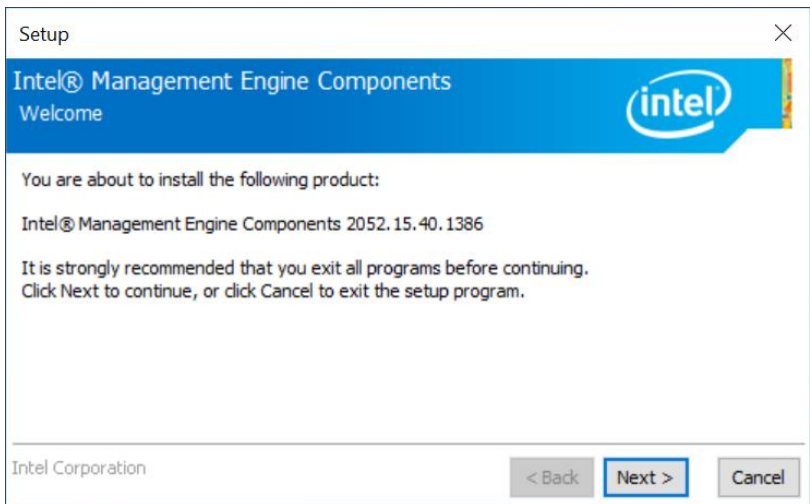 Setup
Intel® Management Engine Components
Welcome
intel
You are about to install the following product:
Intel® Management Engine Components 2052.15.40.1386
It is strongly recommended that you exit all programs before continuing.
Click Next to continue, or click Cancel to exit the setup program.
Intel Corporation
< Back Next > Cancel